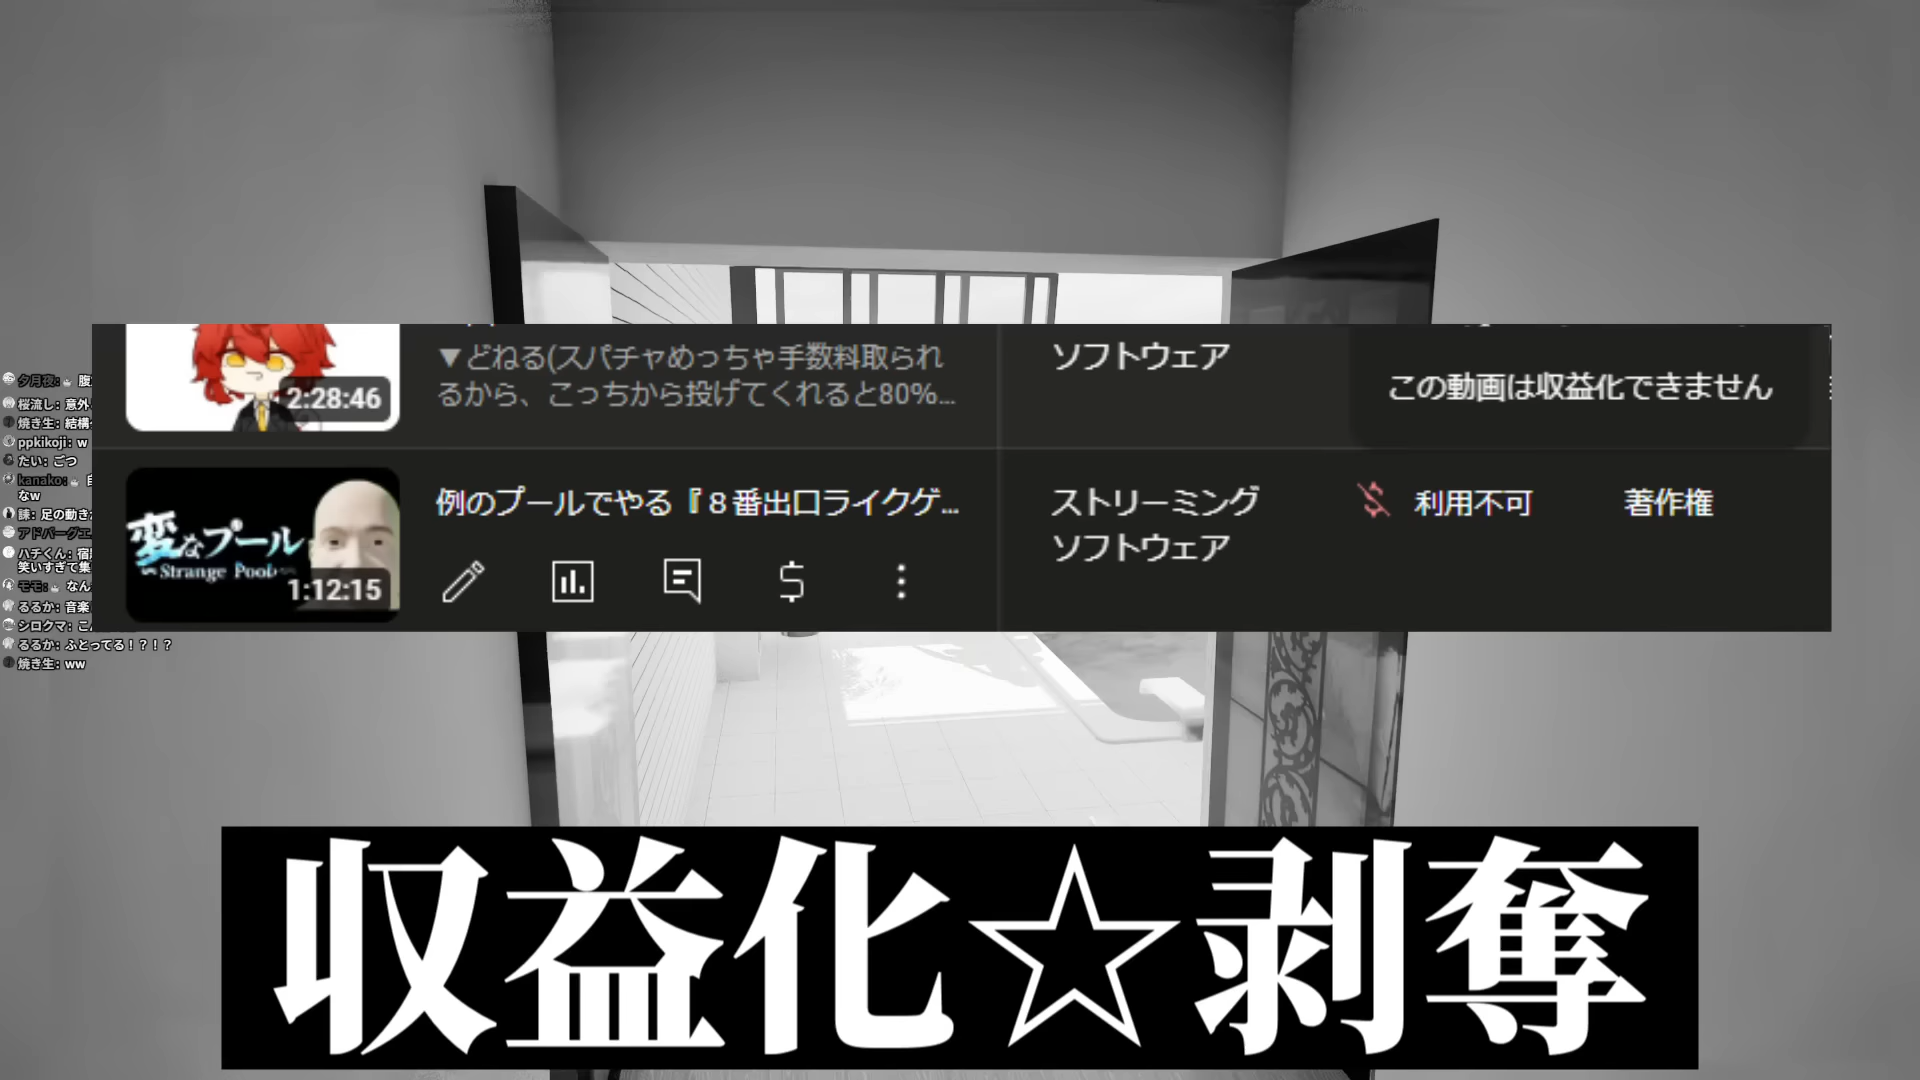 ▼どねる(スパチャめっちゃ手数料取られ
るから、こっちから投げてくれると80%...
2:28:46
ソフトウェア
この動画は収益化できません
変なプール
Strange Pool
1:12:15
例のプールでやる『８番出口ライクゲ...
ストリーミング
ソフトウェア
利用不可
著作権
夕月夜: 腹
桜流し: 意外
焼き生: 結構
ppkikoji: w
たい: ごつ
kanako: 自
なw
謙: 足の動き
アドバーグエ
ハチくん: 宿
笑いすぎて集
モモ: なん
るるか: 音楽
シロクマ: こ
るるか: ふとってる！？！？
焼き生: ww
収益化☆剥奪